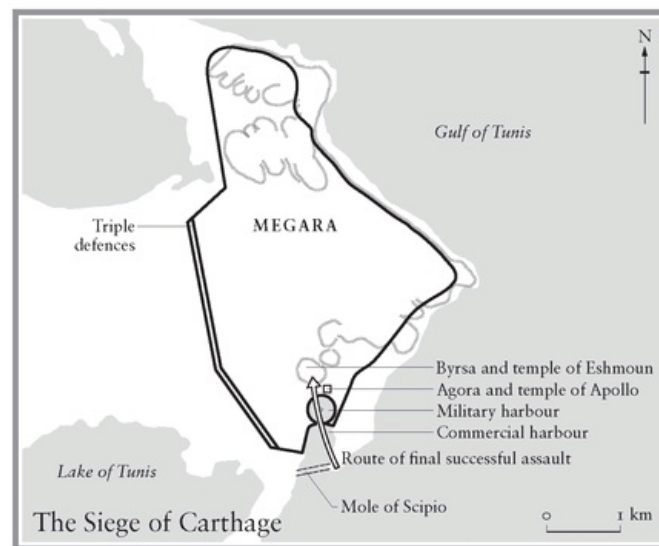 N
Gulf of Tunis
Triple
defences
MEGARA
Byrsa and temple of Eshmoun
Agora and temple of Apollo
Military harbour
Commercial harbour
Route of final successful assault
Lake of Tunis
Mole of Scipio
The Siege of Carthage
0 1 km